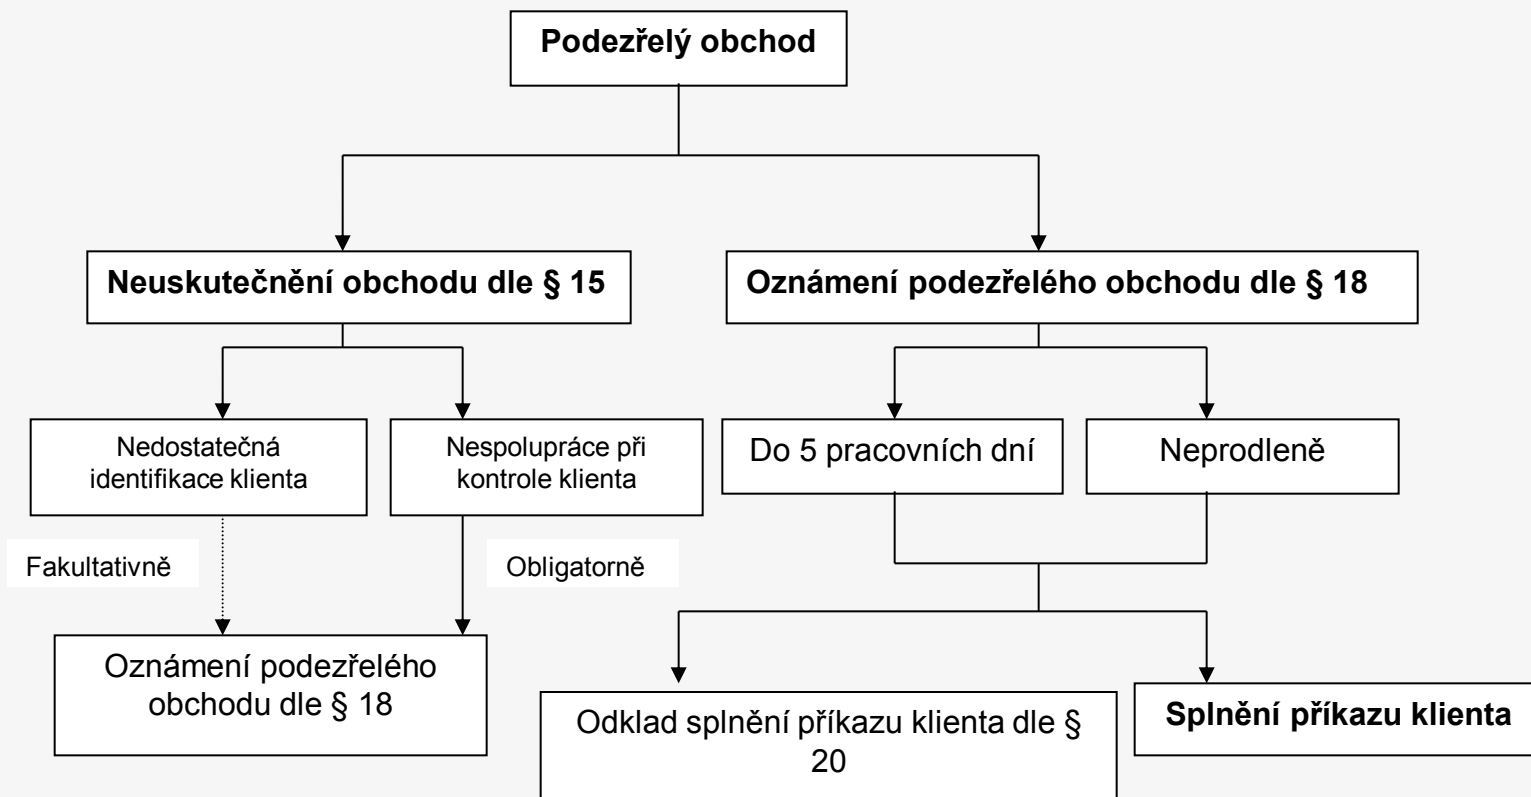 Podezřelý obchod
Neuskutečnění obchodu dle § 15
Oznámení podezřelého obchodu dle § 18
Nedostatečná
identifikace klienta
Nespolupráce při
kontrole klienta
Do 5 pracovních dní
Neprodleně
Fakultativně
Obligatorně
Oznámení podezřelého
obchodu dle § 18
Odklad splnění příkazu klienta dle §
20
Splnění příkazu klienta